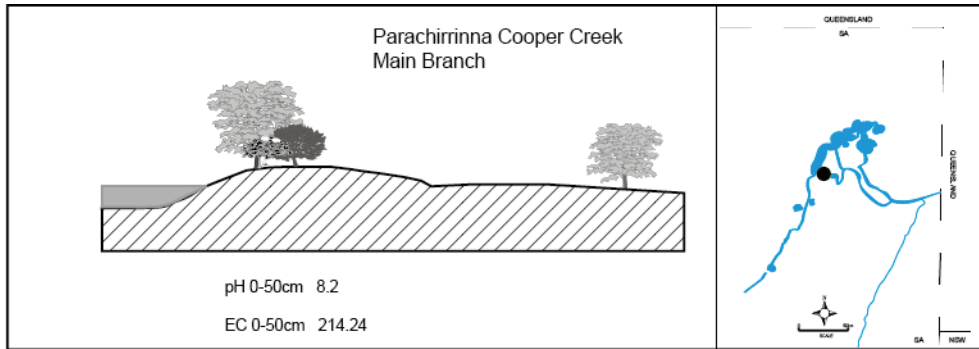 Parachirrinna Cooper Creek
Main Branch
pH 0-50cm 8.2
EC 0-50cm 214.24
QUEENSLAND
SA
QUEENSLAND
N
SCALE
SA
NSW